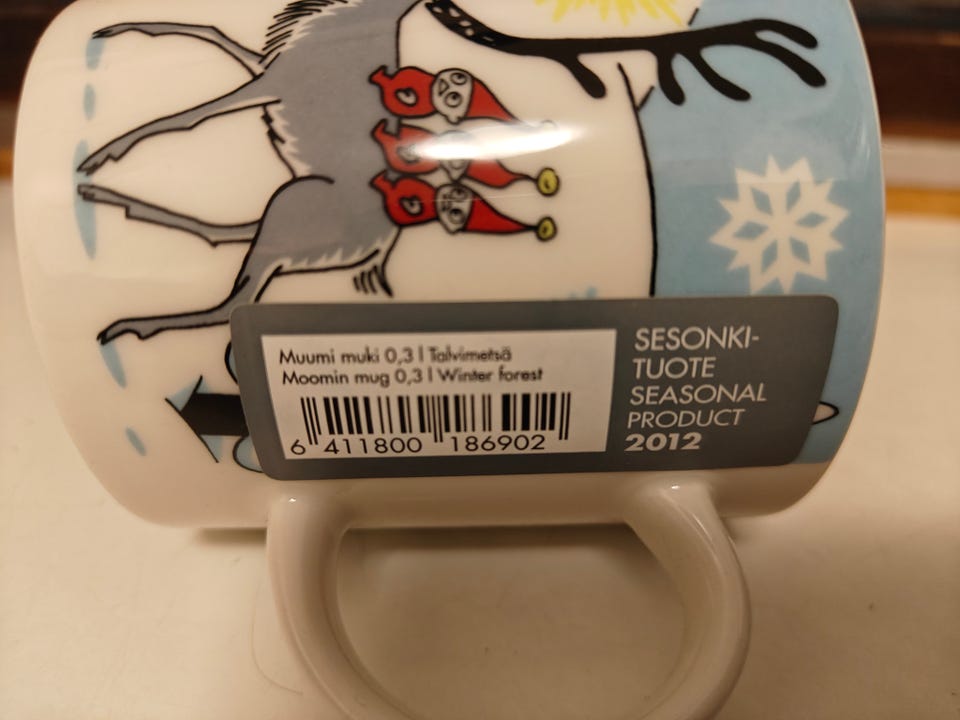 Muumi muki 0,3 l Talvimetsä
Moomin mug 0,3 l Winter forest
6 411800 186902
SESONKI-
TUOTE
SEASONAL
PRODUCT
2012